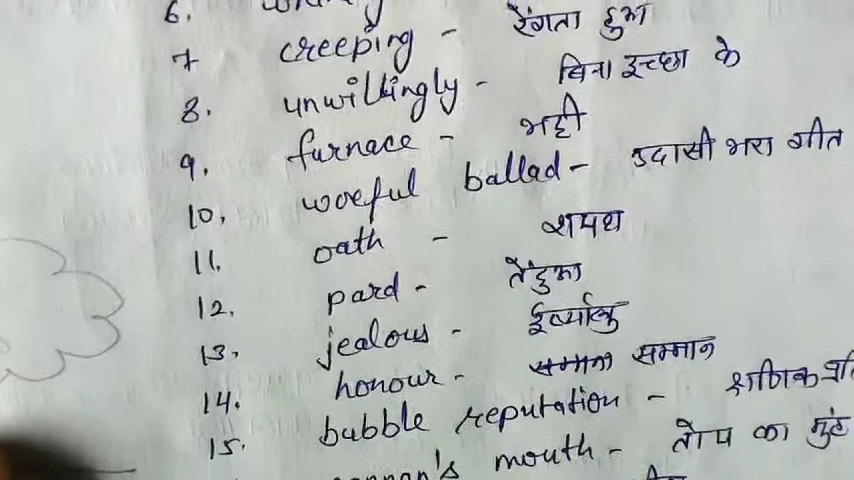 6.
7 creeping - रेंगता हुआ
8. unwillingly - बिना इच्छा के
9. furnace - भट्टी
10. woeful ballad - उदासी भरा गीत
11. oath - शपथ
12. pard - तेंदुआ
13. jealous - ईर्ष्यालु
14. honour - सम्मान
15. bubble reputation - क्षणिक
mouth - तोप का मुंह